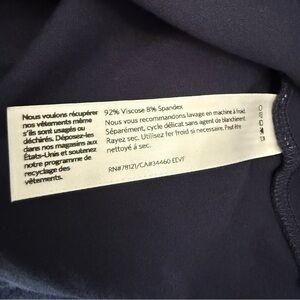 Nous voulons récupérer
nos vêtements même
s'ils sont usagés ou
déchirés. Déposez-les
dans nos magasins aux
États-Unis et soutenez
notre programme de
recyclage des
vêtements.
92% Viscose 8% Spandex
Nous vous recommandons lavage en machine à froid.
Séparément, cycle délicat sans agent de blanchiment.
Rayez sec. Utilisez fer froid si necessaire. Peut être
nettoyé à sec.
RN#78121/CA#34460 EEVF